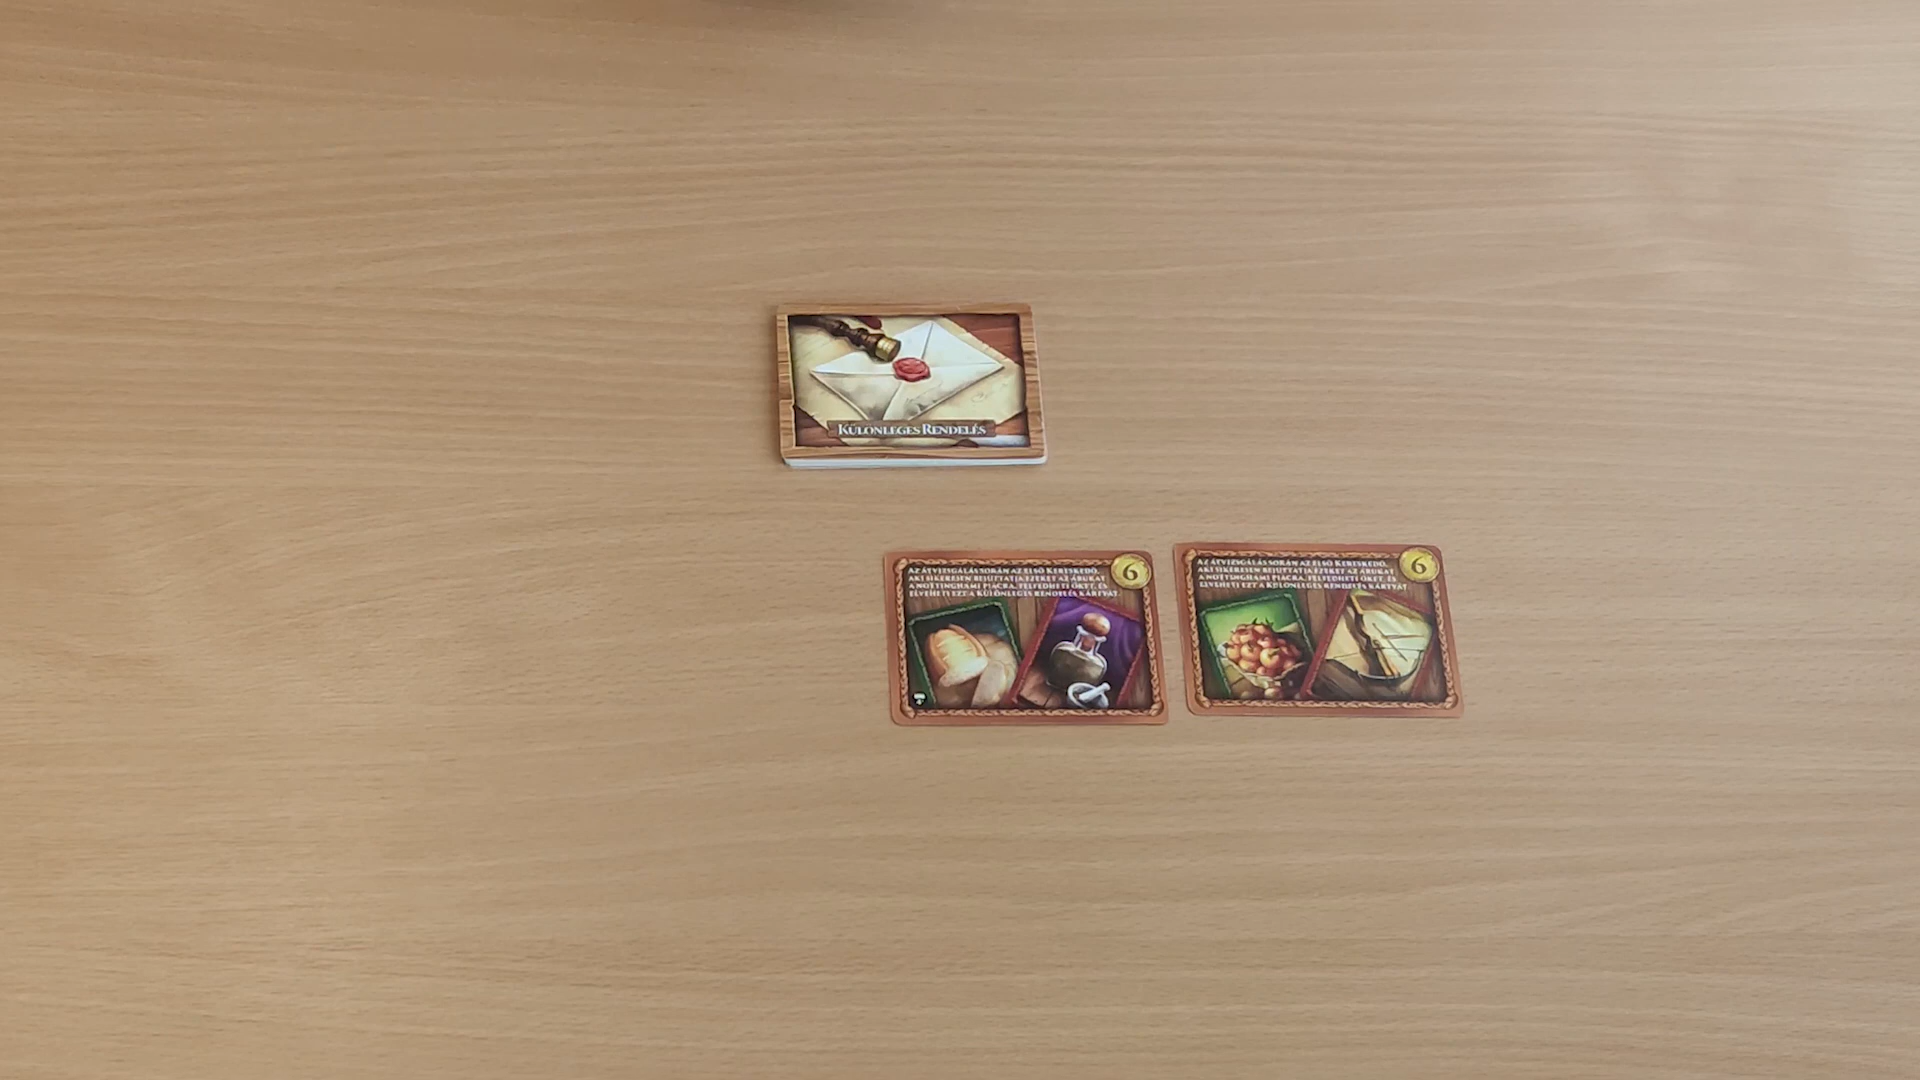 KÜLÖNLEGES RENDELÉS
AZ ÁTVIZSGÁLÁS SORÁN AZ ELSŐ KERESKEDŐ,
AKI SIKERESEN BEJUTTATJA EZEKET AZ ÁRUKAT
A NOTTINGHAMI PIACRA, FELFEDHETI ŐKET, ÉS
ELVEHETI EZT A KÜLÖNLEGES RENDELÉS KÁRTYÁT.
6
AZ ÁTVIZSGÁLÁS SORÁN AZ ELSŐ KERESKEDŐ,
AKI SIKERESEN BEJUTTATJA EZEKET AZ ÁRUKAT
A NOTTINGHAMI PIACRA, FELFEDHETI ŐKET, ÉS
ELVEHETI EZT A KÜLÖNLEGES RENDELÉS KÁRTYÁT.
6